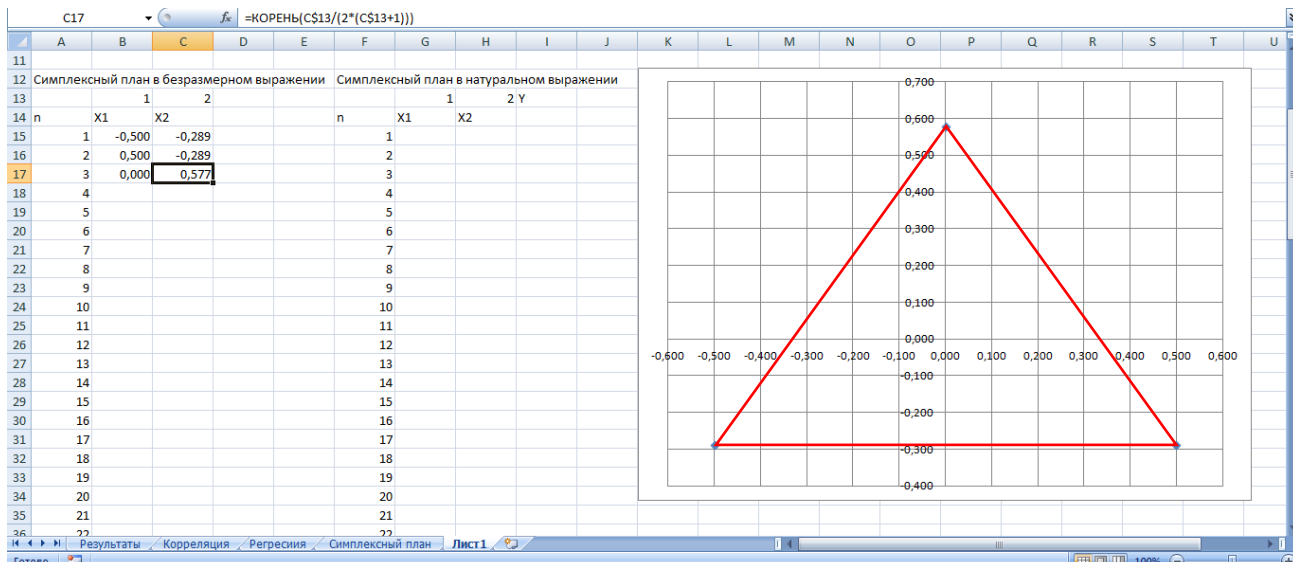 C17 fx =КОРЕНЬ(C$13/(2*(C$13+1)))
A B C D E F G H I J K L M N O P Q R S T U
11
12 Симплексный план в безразмерном выражении Симплексный план в натуральном выражении
13 1 2 1 2 Y
14 n X1 X2 n X1 X2
15 1 -0,500 -0,289 1
16 2 0,500 -0,289 2
17 3 0,000 0,577 3
18 4 4
19 5 5
20 6 6
21 7 7
22 8 8
23 9 9
24 10 10
25 11 11
26 12 12
27 13 13
28 14 14
29 15 15
30 16 16
31 17 17
32 18 18
33 19 19
34 20 20
35 21 21
36 22 22
0,700
0,600
0,500
0,400
0,300
0,200
0,100
0,000
-0,600 -0,500 -0,400 -0,300 -0,200 -0,100 0,000 0,100 0,200 0,300 0,400 0,500 0,600
-0,100
-0,200
-0,300
-0,400
Результаты Корреляция Регресиия Симплексный план Лист1
Готово 100%